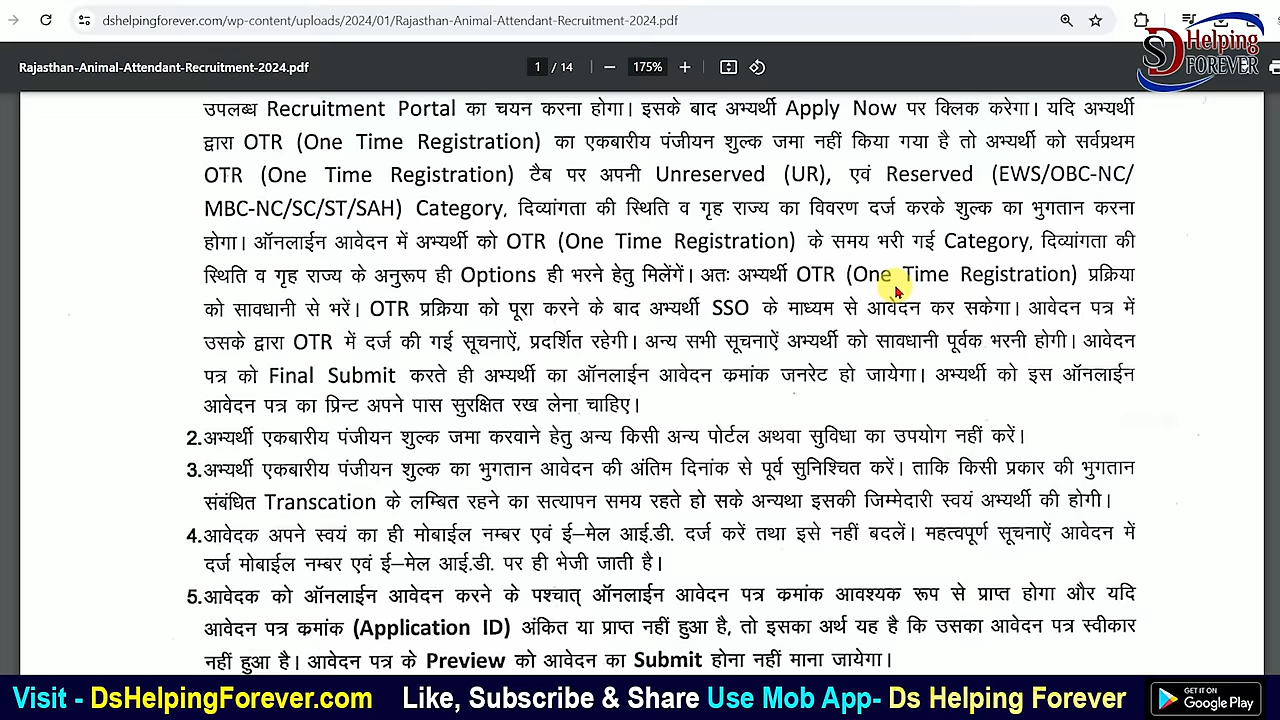 dshelpingforever.com/wp-content/uploads/2024/01/Rajasthan-Animal-Attendant-Recruitment-2024.pdf
SD Helping
FOREVER
Rajasthan-Animal-Attendant-Recruitment-2024.pdf
1 / 14
175%
उपलब्ध Recruitment Portal का चयन करना होगा। इसके बाद अभ्यर्थी Apply Now पर क्लिक करेगा। यदि अभ्यर्थी
द्वारा OTR (One Time Registration) का एकबारीय पंजीयन शुल्क जमा नहीं किया गया है तो अभ्यर्थी को सर्वप्रथम
OTR (One Time Registration) टैब पर अपनी Unreserved (UR), एवं Reserved (EWS/OBC-NC/
MBC-NC/SC/ST/SAH) Category, दिव्यांगता की स्थिति व गृह राज्य का विवरण दर्ज करके शुल्क का भुगतान करना
होगा। ऑनलाईन आवेदन में अभ्यर्थी को OTR (One Time Registration) के समय भरी गई Category, दिव्यांगता की
स्थिति व गृह राज्य के अनुरूप ही Options ही भरने हेतु मिलेंगें। अतः अभ्यर्थी OTR (One Time Registration) प्रक्रिया
को सावधानी से भरें। OTR प्रक्रिया को पूरा करने के बाद अभ्यर्थी SSO के माध्यम से आवेदन कर सकेगा। आवेदन पत्र में
उसके द्वारा OTR में दर्ज की गई सूचनाऐं, प्रदर्शित रहेगी। अन्य सभी सूचनाऐं अभ्यर्थी को सावधानी पूर्वक भरनी होगी। आवेदन
पत्र को Final Submit करते ही अभ्यर्थी का ऑनलाईन आवेदन क्रमांक जनरेट हो जायेगा। अभ्यर्थी को इस ऑनलाईन
आवेदन पत्र का प्रिन्ट अपने पास सुरक्षित रख लेना चाहिए।
2. अभ्यर्थी एकबारीय पंजीयन शुल्क जमा करवाने हेतु अन्य किसी अन्य पोर्टल अथवा सुविधा का उपयोग नहीं करें।
3. अभ्यर्थी एकबारीय पंजीयन शुल्क का भुगतान आवेदन की अंतिम दिनांक से पूर्व सुनिश्चित करें। ताकि किसी प्रकार की भुगतान
संबंधित Transcation के लम्बित रहने का सत्यापन समय रहते हो सके अन्यथा इसकी जिम्मेदारी स्वयं अभ्यर्थी की होगी।
4. आवेदक अपने स्वयं का ही मोबाईल नम्बर एवं ई–मेल आई.डी. दर्ज करें तथा इसे नहीं बदलें। महत्वपूर्ण सूचनाऐं आवेदन में
दर्ज मोबाईल नम्बर एवं ई–मेल आई.डी. पर ही भेजी जाती है।
5. आवेदक को ऑनलाईन आवेदन करने के पश्चात् ऑनलाईन आवेदन पत्र क्रमांक आवश्यक रूप से प्राप्त होगा और यदि
आवेदन पत्र क्रमांक (Application ID) अंकित या प्राप्त नहीं हुआ है, तो इसका अर्थ यह है कि उसका आवेदन पत्र स्वीकार
नहीं हुआ है। आवेदन पत्र के Preview को आवेदन का Submit होना नहीं माना जायेगा।
Visit - DsHelpingForever.com Like, Subscribe & Share Use Mob App- Ds Helping Forever
GET IT ON
Google Play